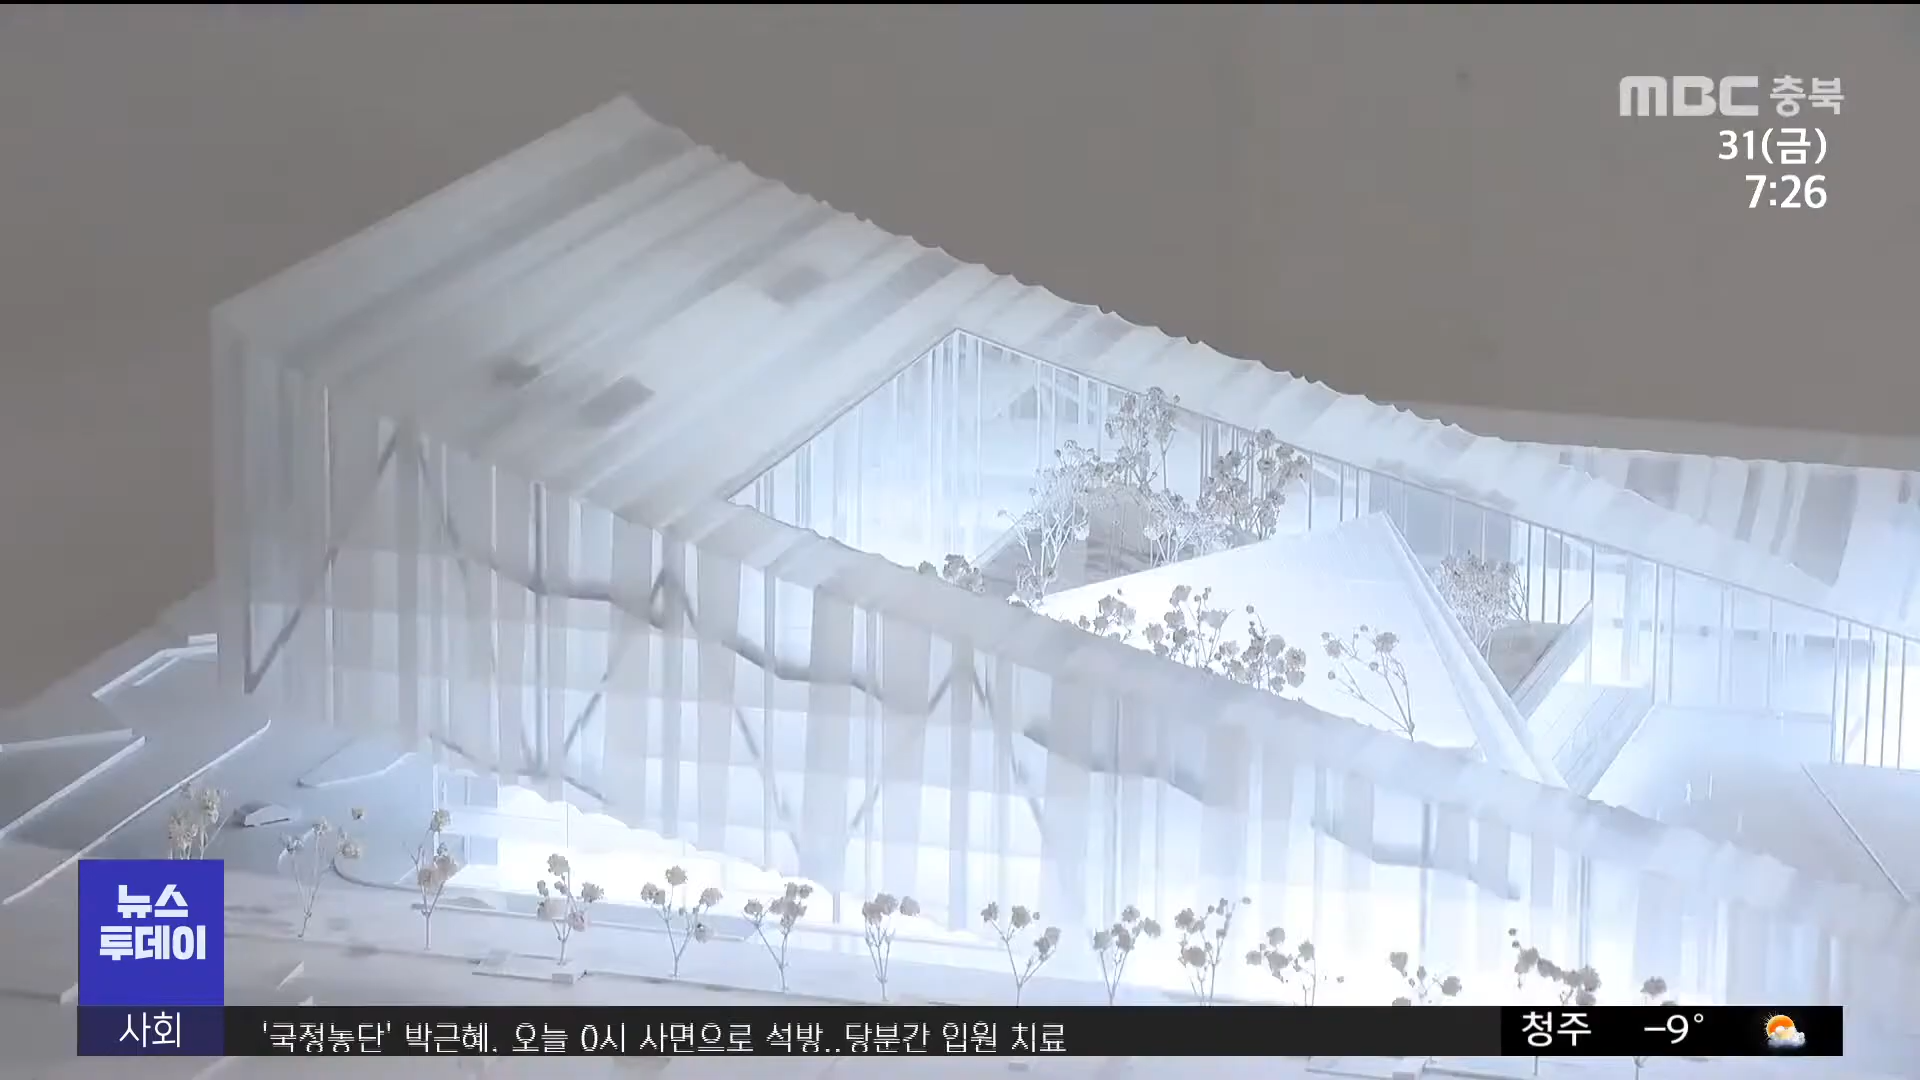 MBC 충북
31(금)
7:26
뉴스
투데이
사회
'국정농단' 박근혜, 오늘 0시 사면으로 석방..당분간 입원 치료
청주 -9°